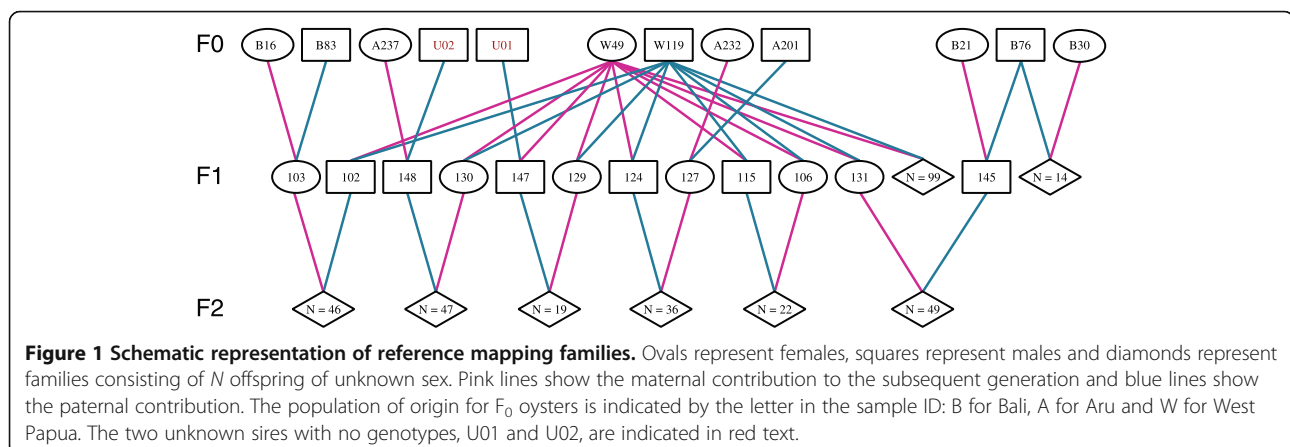 F0 B16 B83 A237 U02 U01 W49 W119 A232 A201 B21 B76 B30
F1 103 102 148 130 147 129 124 127 115 106 131 N = 99 145 N = 14
F2 N = 46 N = 47 N = 19 N = 36 N = 22 N = 49
Figure 1 Schematic representation of reference mapping families. Ovals represent females, squares represent males and diamonds represent
families consisting of N offspring of unknown sex. Pink lines show the maternal contribution to the subsequent generation and blue lines show
the paternal contribution. The population of origin for F0 oysters is indicated by the letter in the sample ID: B for Bali, A for Aru and W for West
Papua. The two unknown sires with no genotypes, U01 and U02, are indicated in red text.